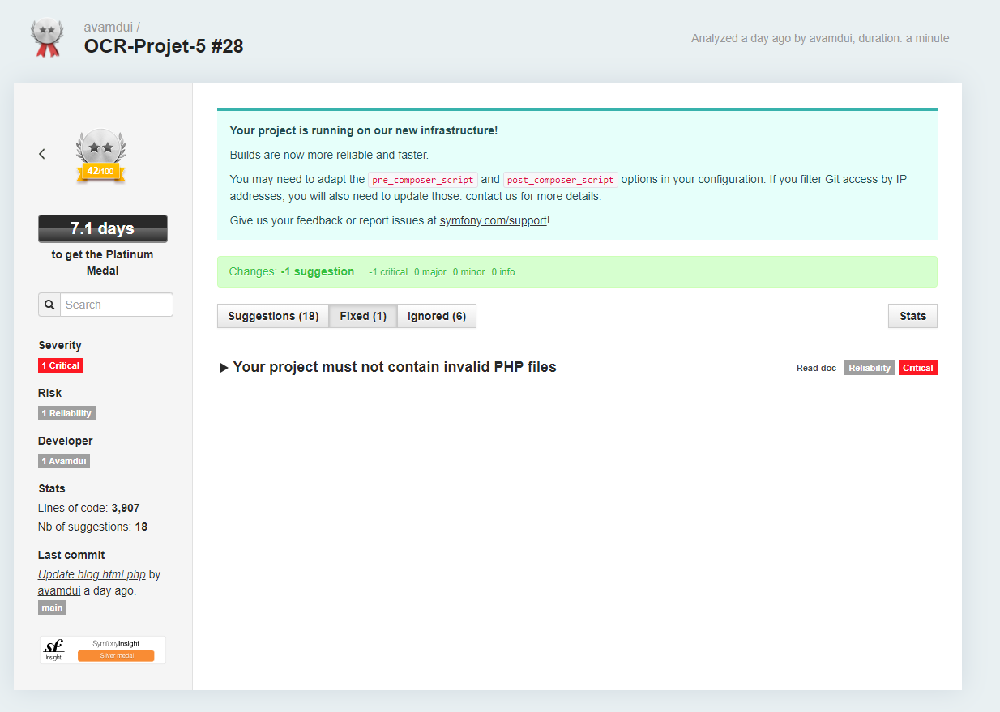 avamdui /
OCR-Projet-5 #28
Analyzed a day ago by avamdui, duration: a minute
42/100
7.1 days
to get the Platinum
Medal
Search
Severity
1 Critical
Risk
1 Reliability
Developer
1 Avamdui
Stats
Lines of code: 3,907
Nb of suggestions: 18
Last commit
Update blog.html.php by
avamdui a day ago.
main
sf
Insight
SymfonyInsight
Silver medal
Your project is running on our new infrastructure!
Builds are now more reliable and faster.
You may need to adapt the pre_composer_script and post_composer_script options in your configuration. If you filter Git access by IP
addresses, you will also need to update those: contact us for more details.
Give us your feedback or report issues at symfony.com/support!
Changes: -1 suggestion -1 critical 0 major 0 minor 0 info
Suggestions (18) Fixed (1) Ignored (6) Stats
Your project must not contain invalid PHP files Read doc Reliability Critical